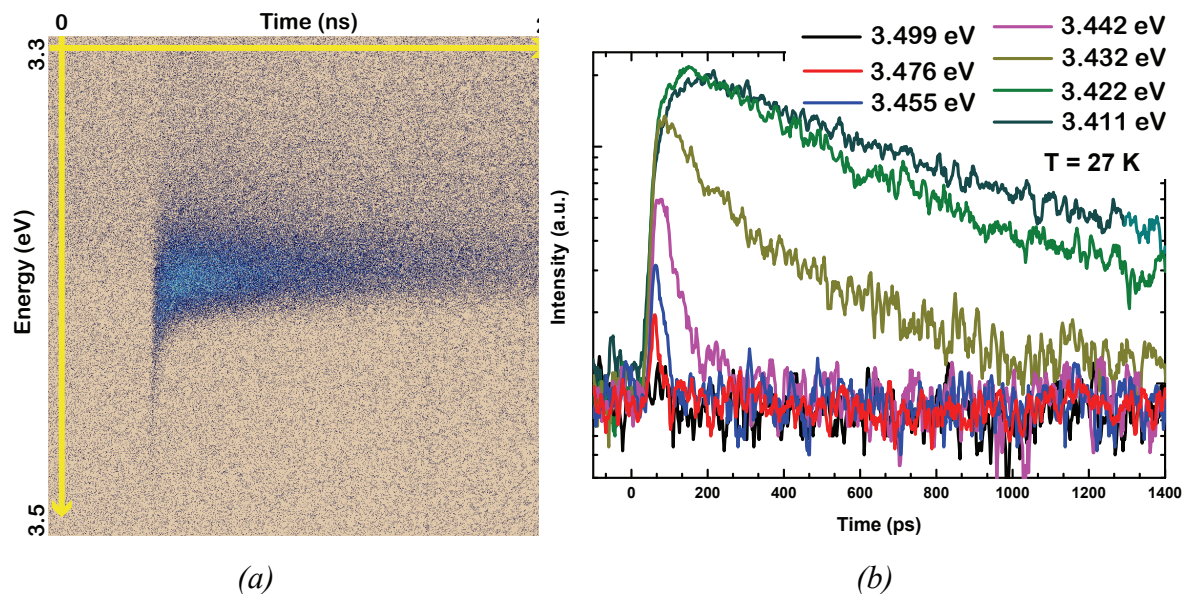 0
Time (ns)
3.3
Energy (eV)
3.5
(a)
3.499 eV
3.476 eV
3.455 eV
3.442 eV
3.432 eV
3.422 eV
3.411 eV
T = 27 K
Intensity (a.u.)
0
200
400
600
800
1000
1200
1400
Time (ps)
(b)